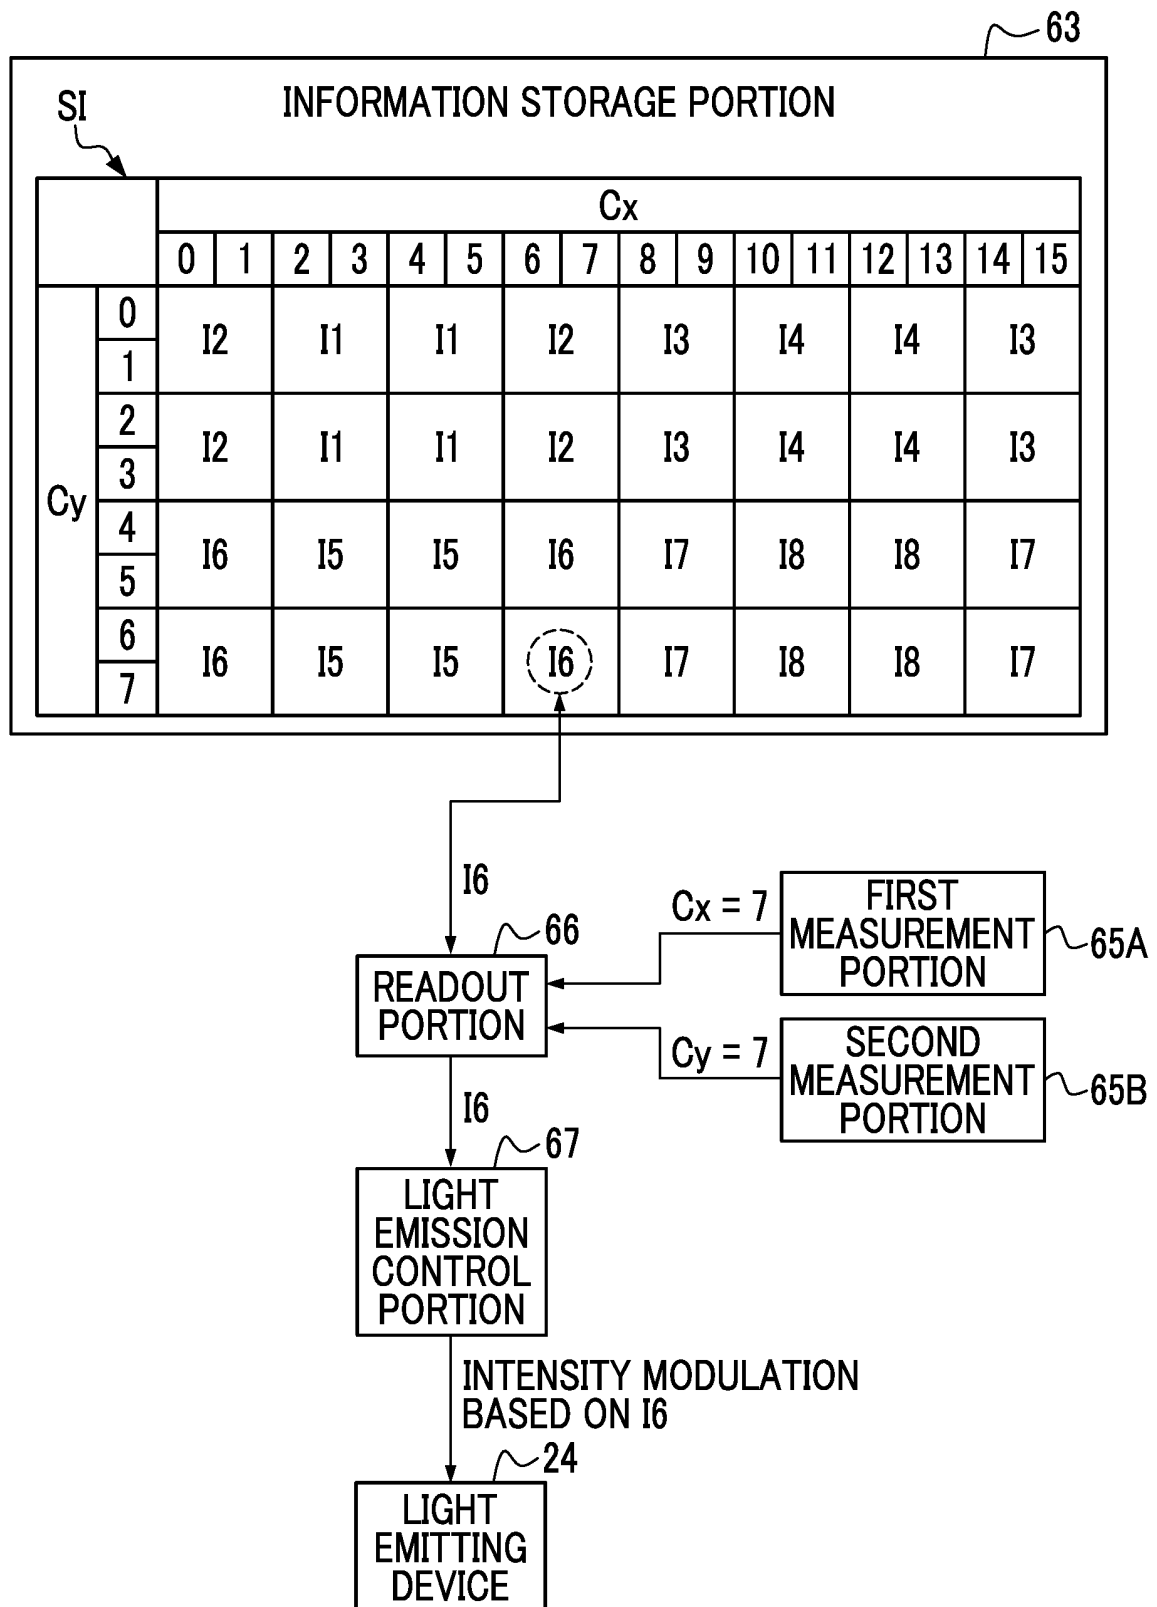 63
INFORMATION STORAGE PORTION
SI
Cx
0 1 2 3 4 5 6 7 8 9 10 11 12 13 14 15
Cy
0
1
I2 I1 I1 I2 I3 I4 I4 I3
2
3
I2 I1 I1 I2 I3 I4 I4 I3
4
5
I6 I5 I5 I6 I7 I8 I8 I7
6
7
I6 I5 I5 I6 I7 I8 I8 I7
I6
66
READOUT
PORTION
Cx = 7
FIRST
MEASUREMENT
PORTION
65A
Cy = 7
SECOND
MEASUREMENT
PORTION
65B
I6
67
LIGHT
EMISSION
CONTROL
PORTION
INTENSITY MODULATION
BASED ON I6
24
LIGHT
EMITTING
DEVICE